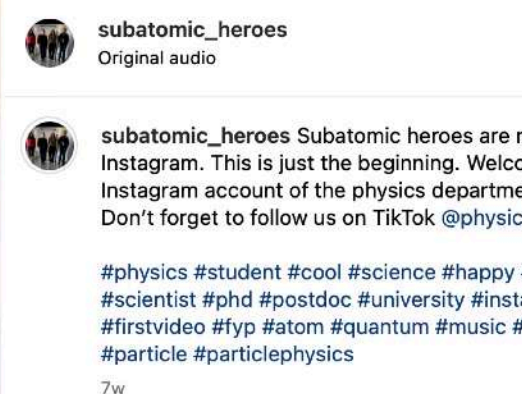 subatomic_heroes
Original audio
subatomic_heroes Subatomic heroes are
Instagram. This is just the beginning.
Instagram account of the physics
Don't forget to follow us on TikTok
#physics #student #cool #science #happy
#scientist #phd #postdoc #university
#firstvideo #fyp #atom #quantum #music
#particle #particlephysics
7w